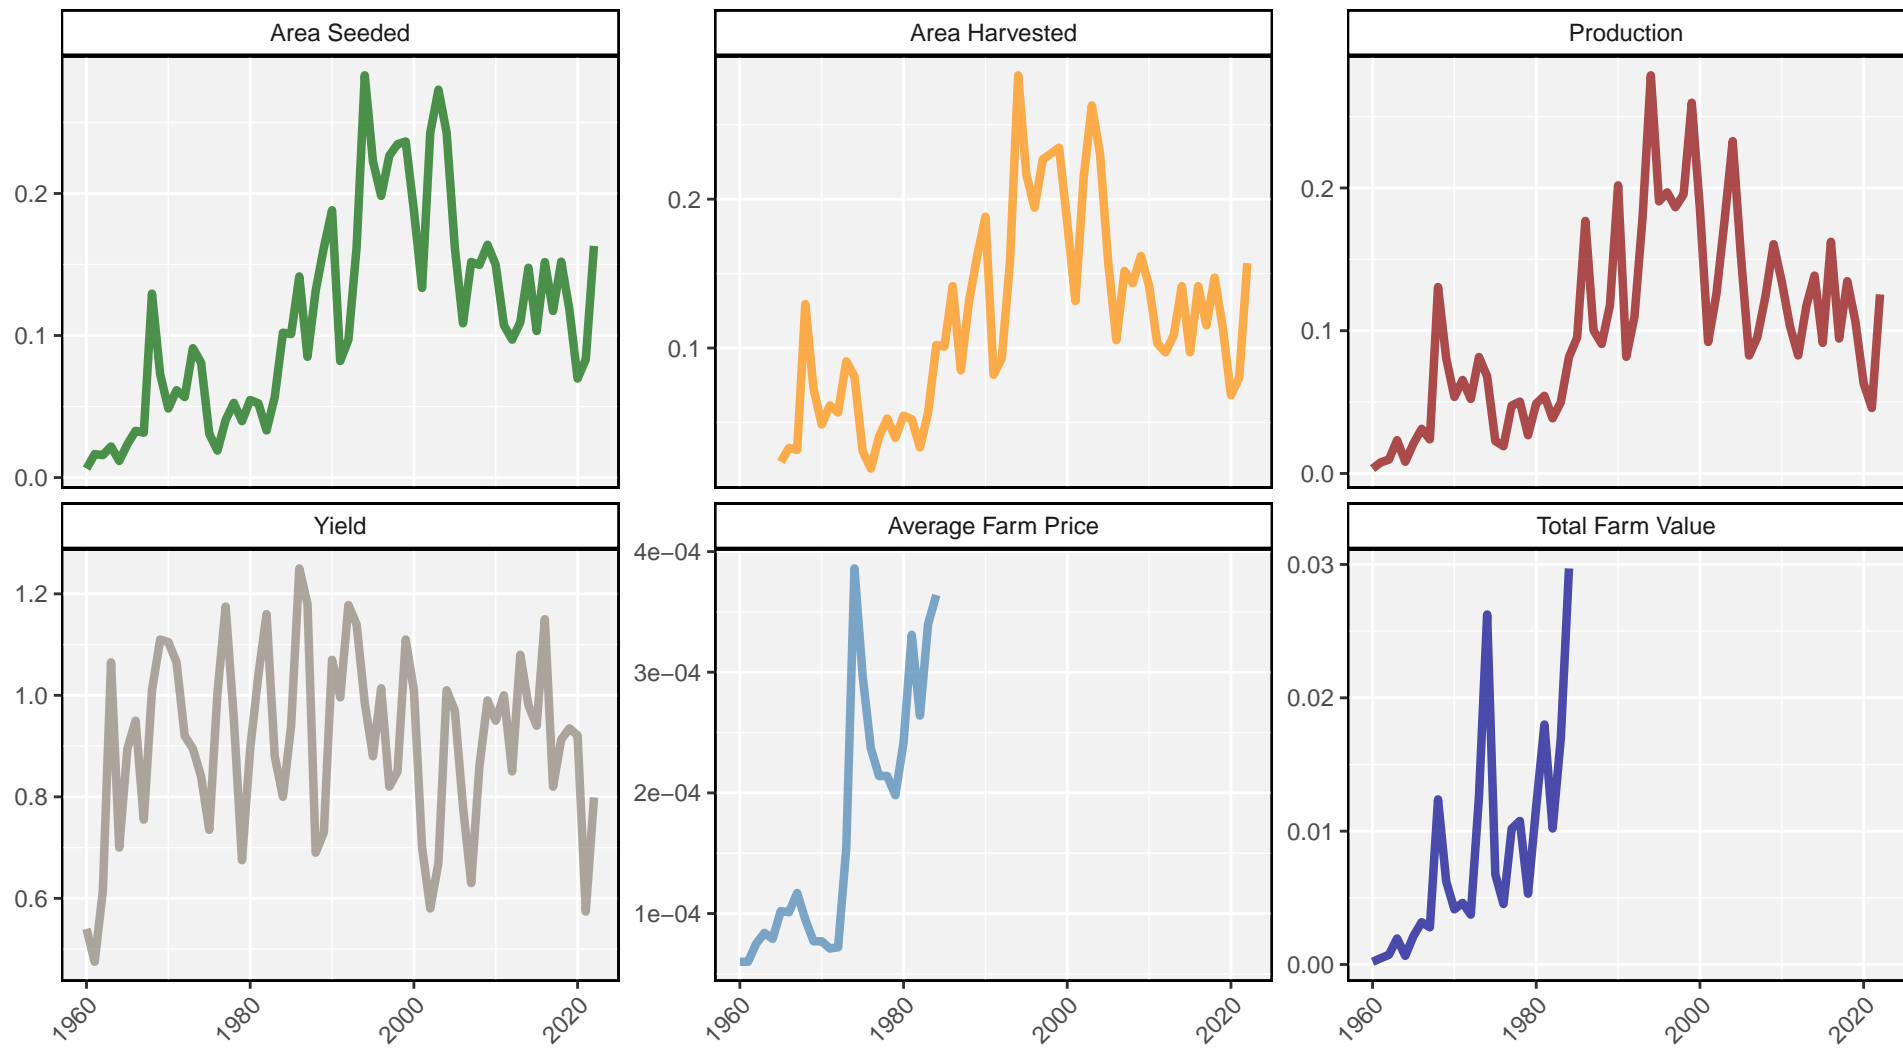 Area Seeded
Area Harvested
Production
0.2
0.1
0.0
0.2
0.1
0.2
0.1
0.0
Yield
Average Farm Price
Total Farm Value
1.2
1.0
0.8
0.6
4e−04
3e−04
2e−04
1e−04
0.03
0.02
0.01
0.00
1960
1980
2000
2020
1960
1980
2000
2020
1960
1980
2000
2020